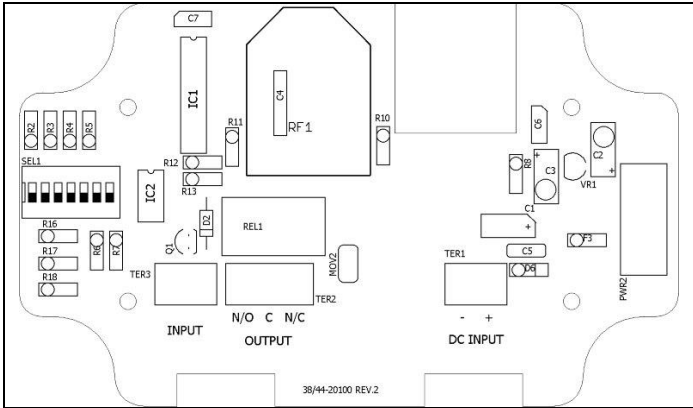 C7
IC1
C4
RF1
R11
R10
R2
R3
R4
R5
SEL1
R12
R13
IC2
C6
C2
R8
C3
VR1
C1
D2
REL1
Q1
R16
R17
R18
R6
R7
F3
C5
D6
MOV2
PWR2
TER3
TER2
TER1
INPUT
N/O C N/C
OUTPUT
- +
DC INPUT
38/44-20100 REV.2
+
+
+